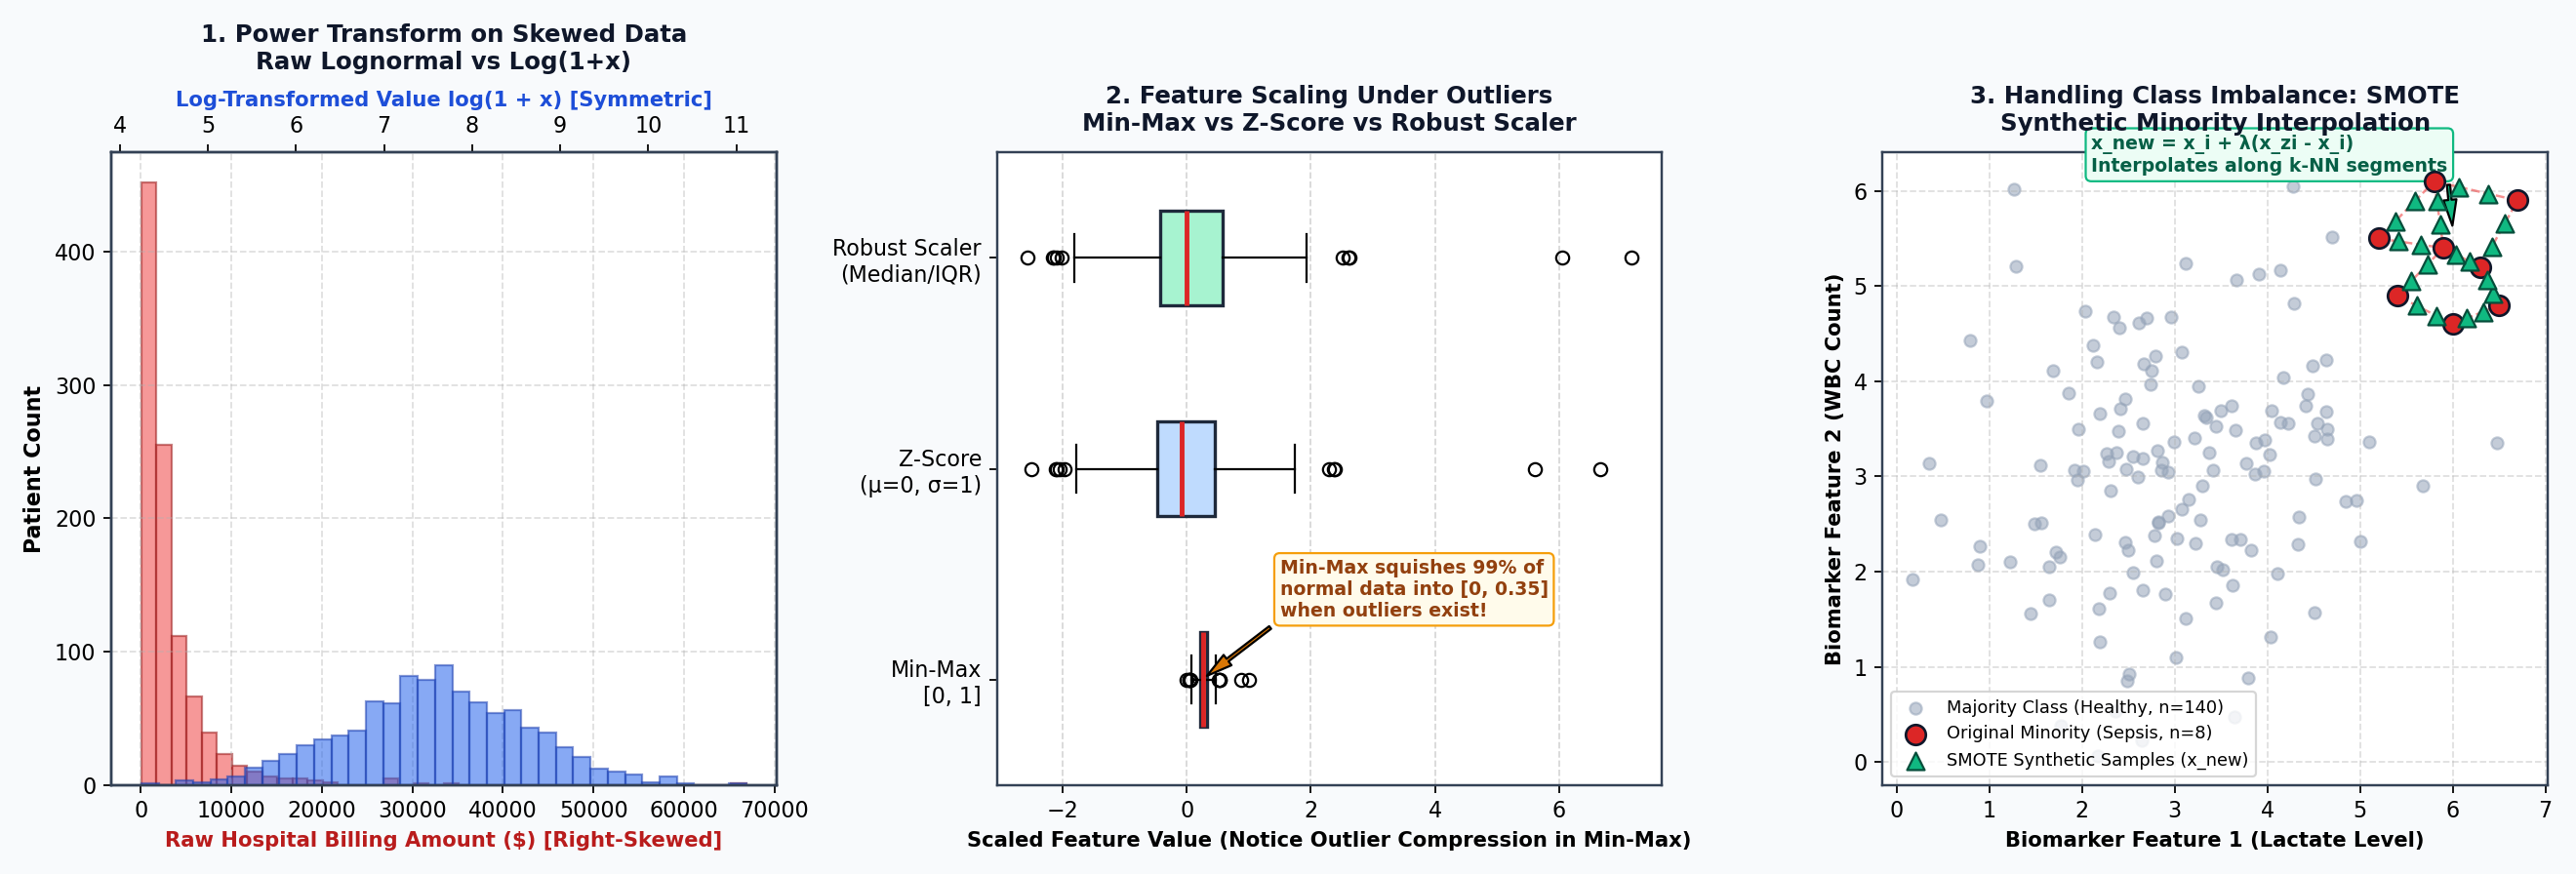 1. Power Transform on Skewed Data
Raw Lognormal vs Log(1+x)
Log-Transformed Value log(1 + x) [Symmetric]
4 5 6 7 8 9 10 11
400
300
200
100
0
Patient Count
0 10000 20000 30000 40000 50000 60000 70000
Raw Hospital Billing Amount ($) [Right-Skewed]
2. Feature Scaling Under Outliers
Min-Max vs Z-Score vs Robust Scaler
Robust Scaler
(Median/IQR)
Z-Score
(μ=0, σ=1)
Min-Max
[0, 1]
Min-Max squishes 99% of
normal data into [0, 0.35]
when outliers exist!
−2 0 2 4 6
Scaled Feature Value (Notice Outlier Compression in Min-Max)
3. Handling Class Imbalance: SMOTE
Synthetic Minority Interpolation
x_new = x_i + λ(x_zi - x_i)
Interpolates along k-NN segments
6
5
4
3
2
1
0
Biomarker Feature 2 (WBC Count)
Majority Class (Healthy, n=140)
Original Minority (Sepsis, n=8)
SMOTE Synthetic Samples (x_new)
0 1 2 3 4 5 6 7
Biomarker Feature 1 (Lactate Level)